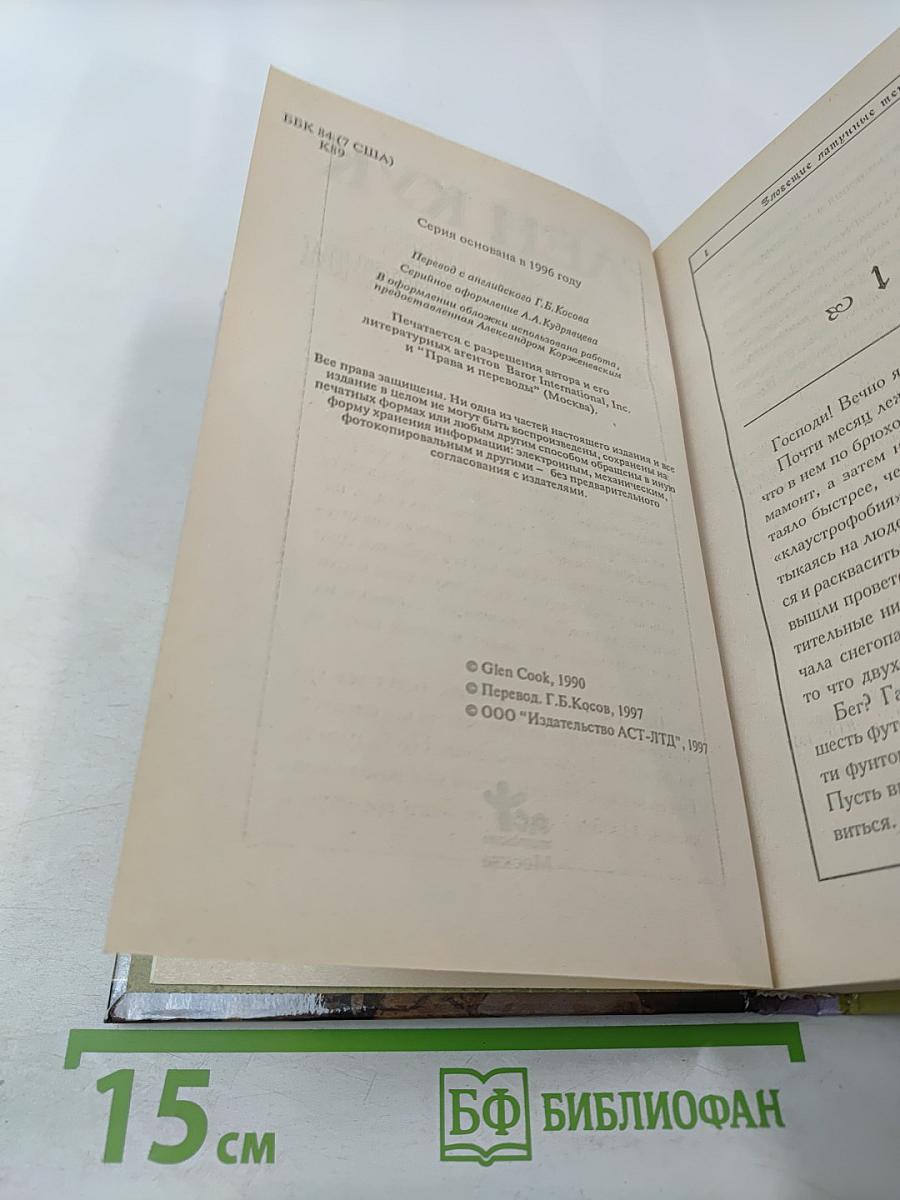 ББК 84 (7 США)
К89
Серия основана в 1996 году
Перевод с английского Г.Б.Косова
Серийное оформление А.А.Кудрявцева
В оформлении обложки использована работа,
предоставленная Александром Корженевским
Печатается с разрешения автора и его
литературных агентов Baror International, Inc.
и "Права и переводы" (Москва).
Все права защищены. Ни одна из частей настоящего издания и все
издание в целом не могут быть воспроизведены, сохранены на
печатных формах или любым другим способом обращены в иную
форму хранения информации: электронным, механическим,
фотокопировальным и другими – без предварительного
согласования с издателями.
© Glen Cook, 1990
© Перевод. Г.Б.Косов, 1997
© ООО "Издательство АСТ-ЛТД", 1997
Зловещие латунные
1
Господи! Вечно я
Почти месяц
что в нем по
мамонт, а затем
таяло быстрее,
«клаустрофобия»
тыкаясь на
ся и расквасить
вышли
тительные
чала
то что двух
Бег?
шесть
ти
Пусть
виться.
15 см
БФ БИБЛИОФАН